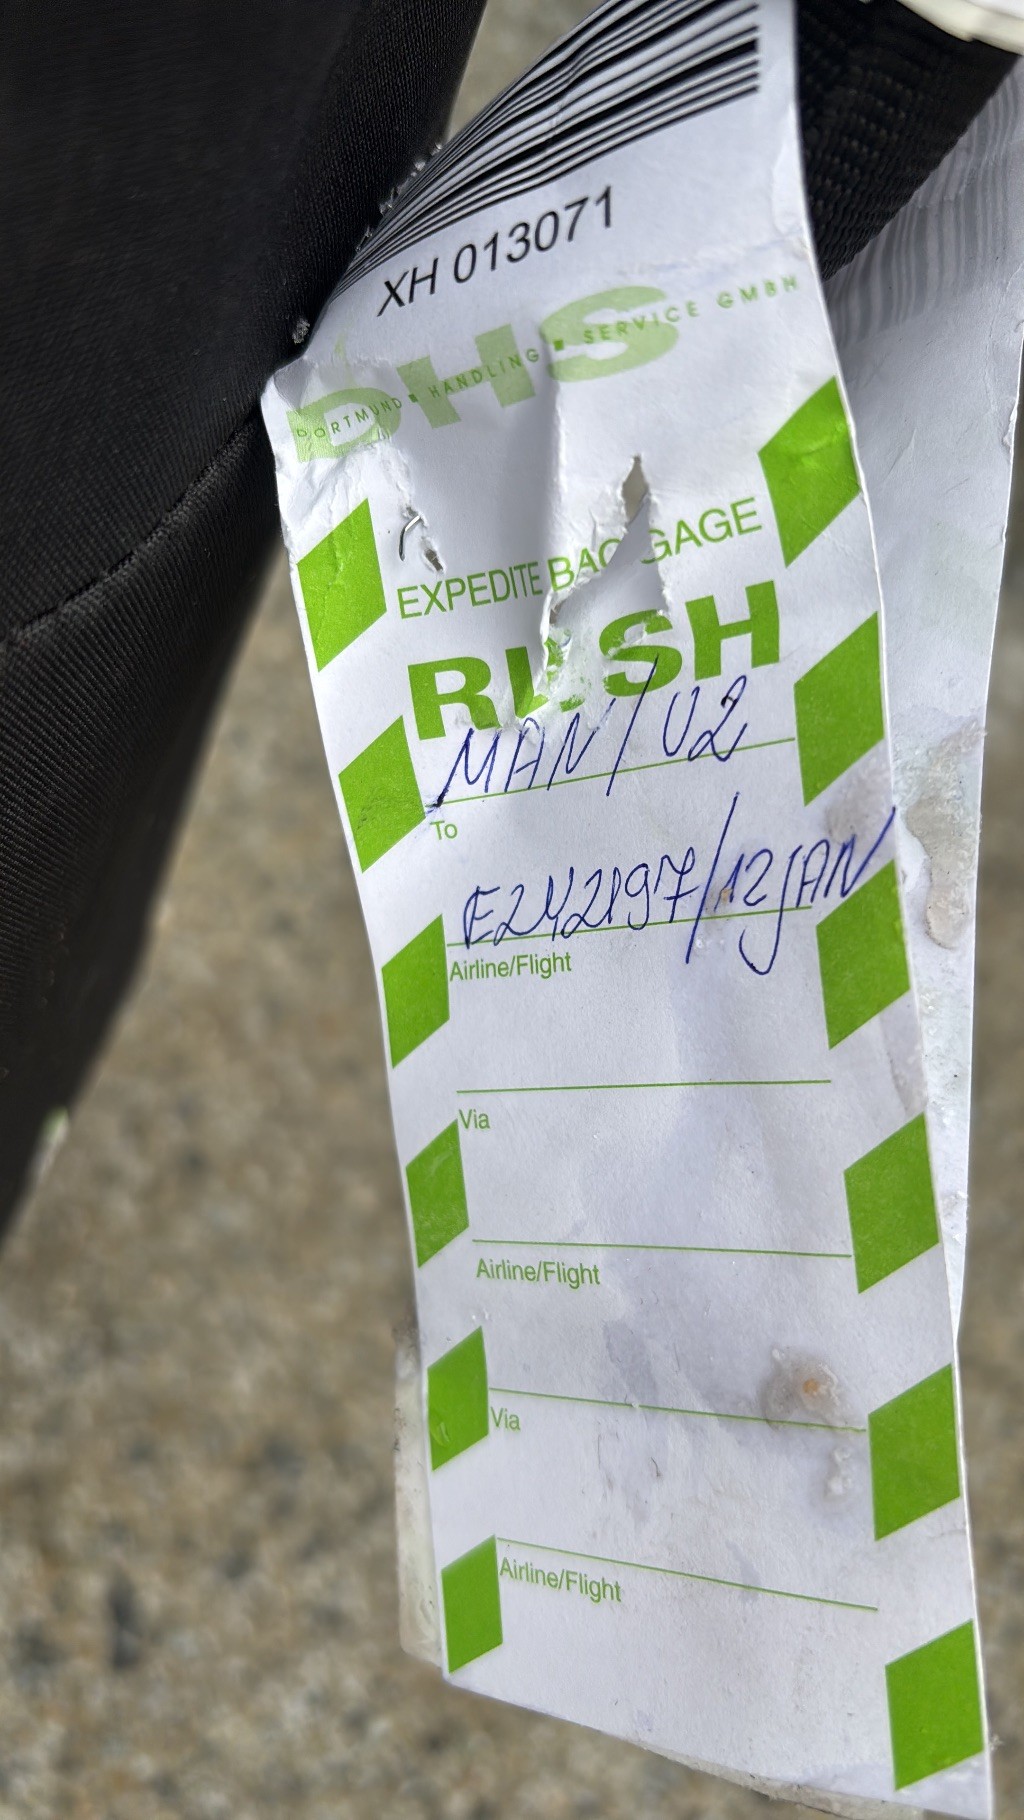 XH 013071
DHS
DORTMUND HANDLING SERVICE GMBH
EXPEDITE BAGGAGE
RUSH
MAN/U2
To
EZY2197/12JAN
Airline/Flight
Via
Airline/Flight
Via
Airline/Flight